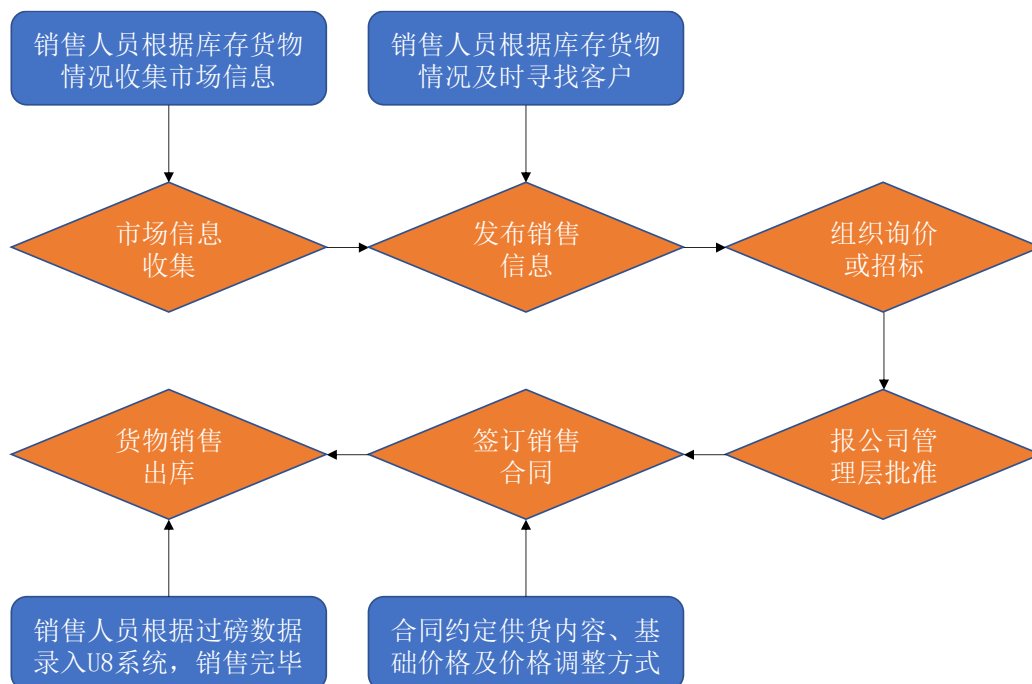 销售人员根据库存货物
情况收集市场信息
销售人员根据库存货物
情况及时寻找客户
市场信息
收集
发布销售
信息
组织询价
或招标
货物销售
出库
签订销售
合同
报公司管
理层批准
销售人员根据过磅数据
录入U8系统，销售完毕
合同约定供货内容、基
础价格及价格调整方式